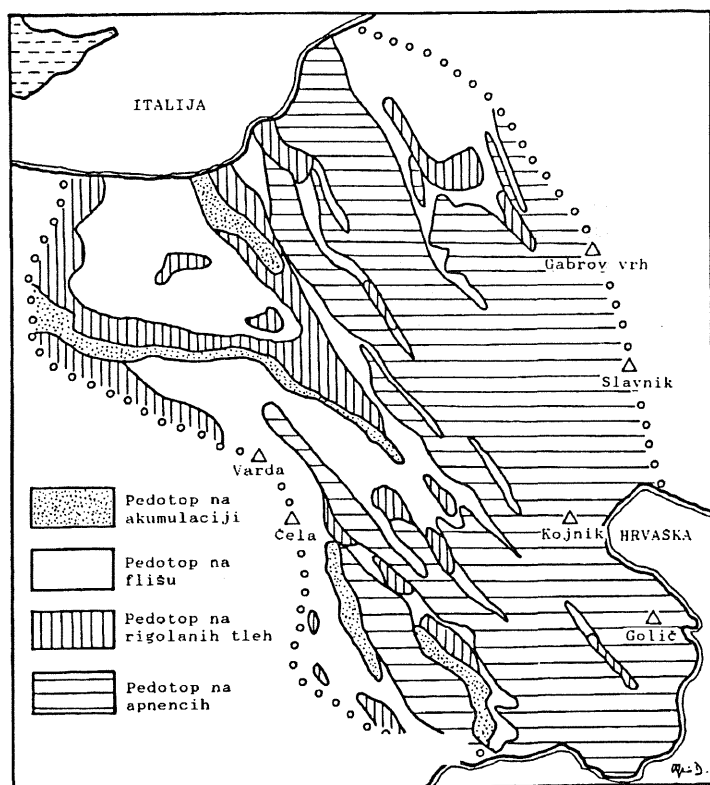 ITALIJA
Gabrov vrh
Slavnik
Varda
Čela
Kojnik
HRVAŠKA
Golič
Pedotop na
akumulaciji
Pedotop na
flišu
Pedotop na
rigolanih tleh
Pedotop na
apnencih